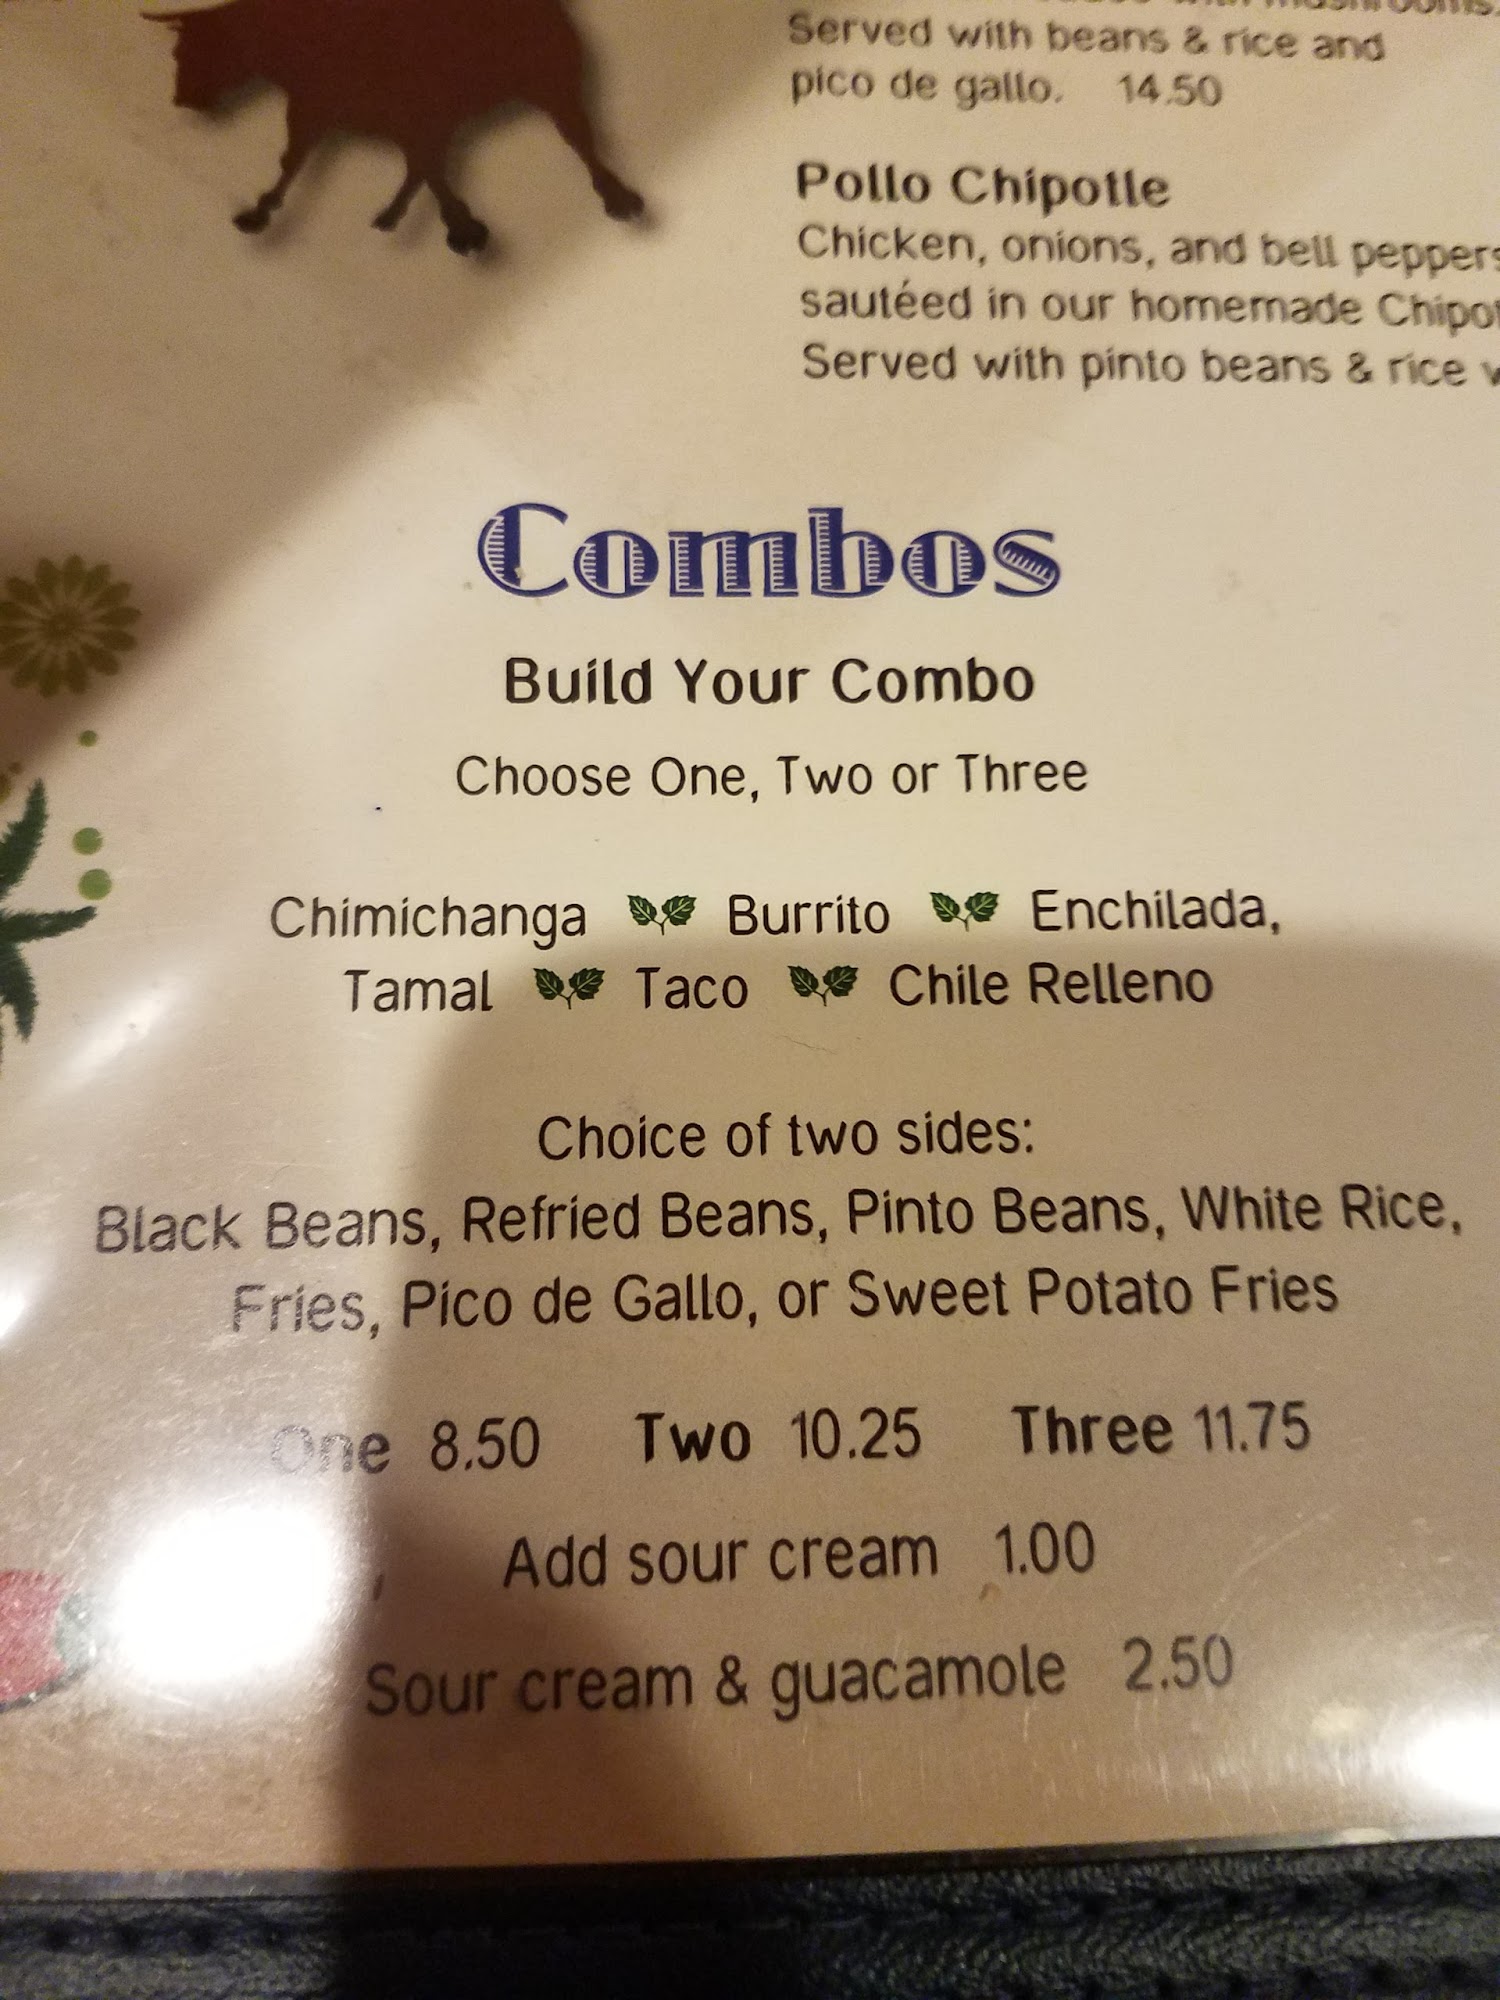 with mushrooms.
Served with beans & rice and
pico de gallo. 14.50
Pollo Chipotle
Chicken, onions, and bell peppers
sautéed in our homemade Chipot
Served with pinto beans & rice
Combos
Build Your Combo
Choose One, Two or Three
Chimichanga Burrito Enchilada,
Tamal Taco Chile Relleno
Choice of two sides:
Black Beans, Refried Beans, Pinto Beans, White Rice,
Fries, Pico de Gallo, or Sweet Potato Fries
One 8.50 Two 10.25 Three 11.75
Add sour cream 1.00
Sour cream & guacamole 2.50